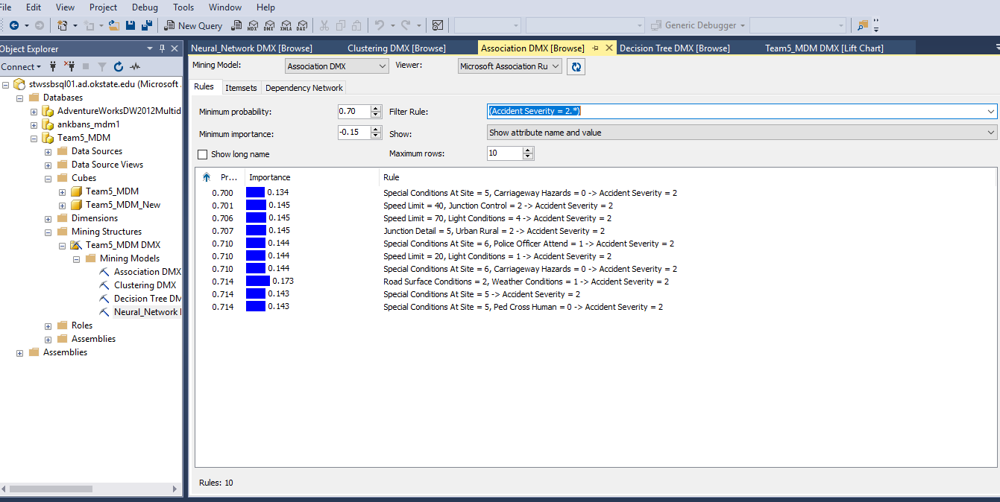 File Edit View Project Debug Tools Window Help
New Query MDX DMX XMLA DAX Generic Debugger
Object Explorer
Connect
stwssbsql01.ad.okstate.edu (Microsoft
Databases
AdventureWorksDW2012Multid
ankbans_mdm1
Team5_MDM
Data Sources
Data Source Views
Cubes
Team5_MDM
Team5_MDM_New
Dimensions
Mining Structures
Team5_MDM DMX
Mining Models
Association DMX
Clustering DMX
Decision Tree DM
Neural_Network
Roles
Assemblies
Assemblies
Neural_Network DMX [Browse] Clustering DMX [Browse] Association DMX [Browse] Decision Tree DMX [Browse] Team5_MDM DMX [Lift Chart]
Mining Model: Association DMX Viewer: Microsoft Association Ru
Rules Itemsets Dependency Network
Minimum probability: 0.70 Filter Rule: (Accident Severity = 2.*)
Minimum importance: -0.15 Show: Show attribute name and value
Show long name Maximum rows: 10
Pr... Importance Rule
0.700 0.134 Special Conditions At Site = 5, Carriageway Hazards = 0 -> Accident Severity = 2
0.701 0.145 Speed Limit = 40, Junction Control = 2 -> Accident Severity = 2
0.706 0.145 Speed Limit = 70, Light Conditions = 4 -> Accident Severity = 2
0.707 0.145 Junction Detail = 5, Urban Rural = 2 -> Accident Severity = 2
0.710 0.144 Special Conditions At Site = 6, Police Officer Attend = 1 -> Accident Severity = 2
0.710 0.144 Speed Limit = 20, Light Conditions = 1 -> Accident Severity = 2
0.710 0.144 Special Conditions At Site = 6, Carriageway Hazards = 0 -> Accident Severity = 2
0.714 0.173 Road Surface Conditions = 2, Weather Conditions = 1 -> Accident Severity = 2
0.714 0.143 Special Conditions At Site = 5 -> Accident Severity = 2
0.714 0.143 Special Conditions At Site = 5, Ped Cross Human = 0 -> Accident Severity = 2
Rules: 10